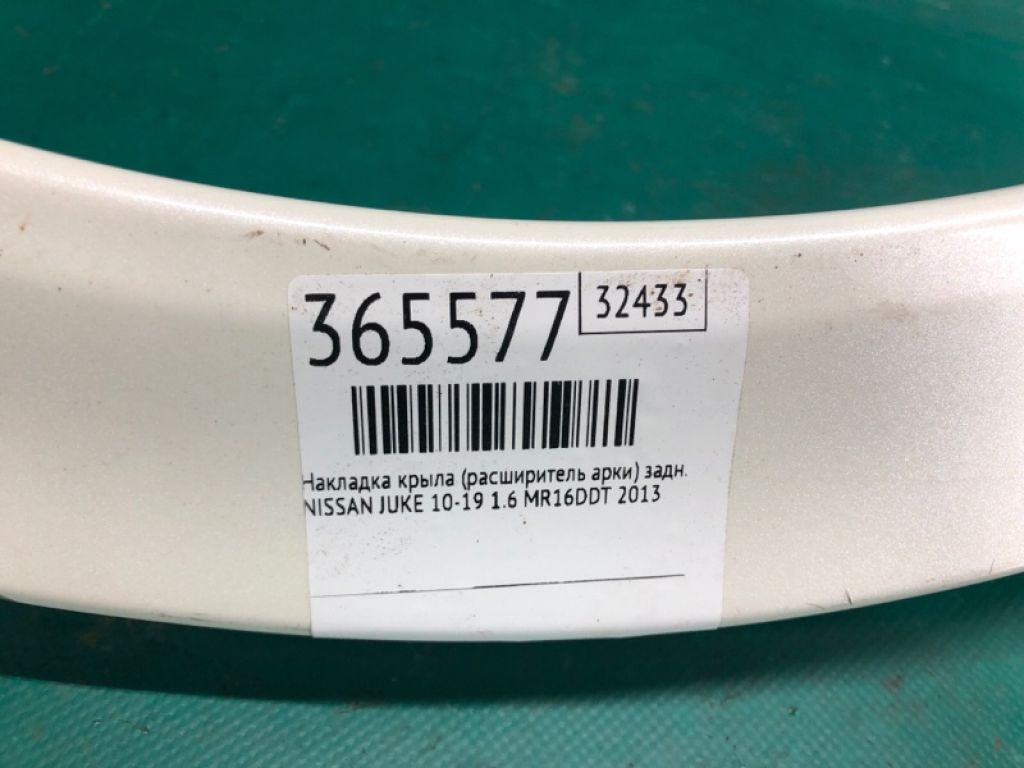 365577
32433
Накладка крыла (расширитель арки) задн.
NISSAN JUKE 10-19 1.6 MR16DDT 2013